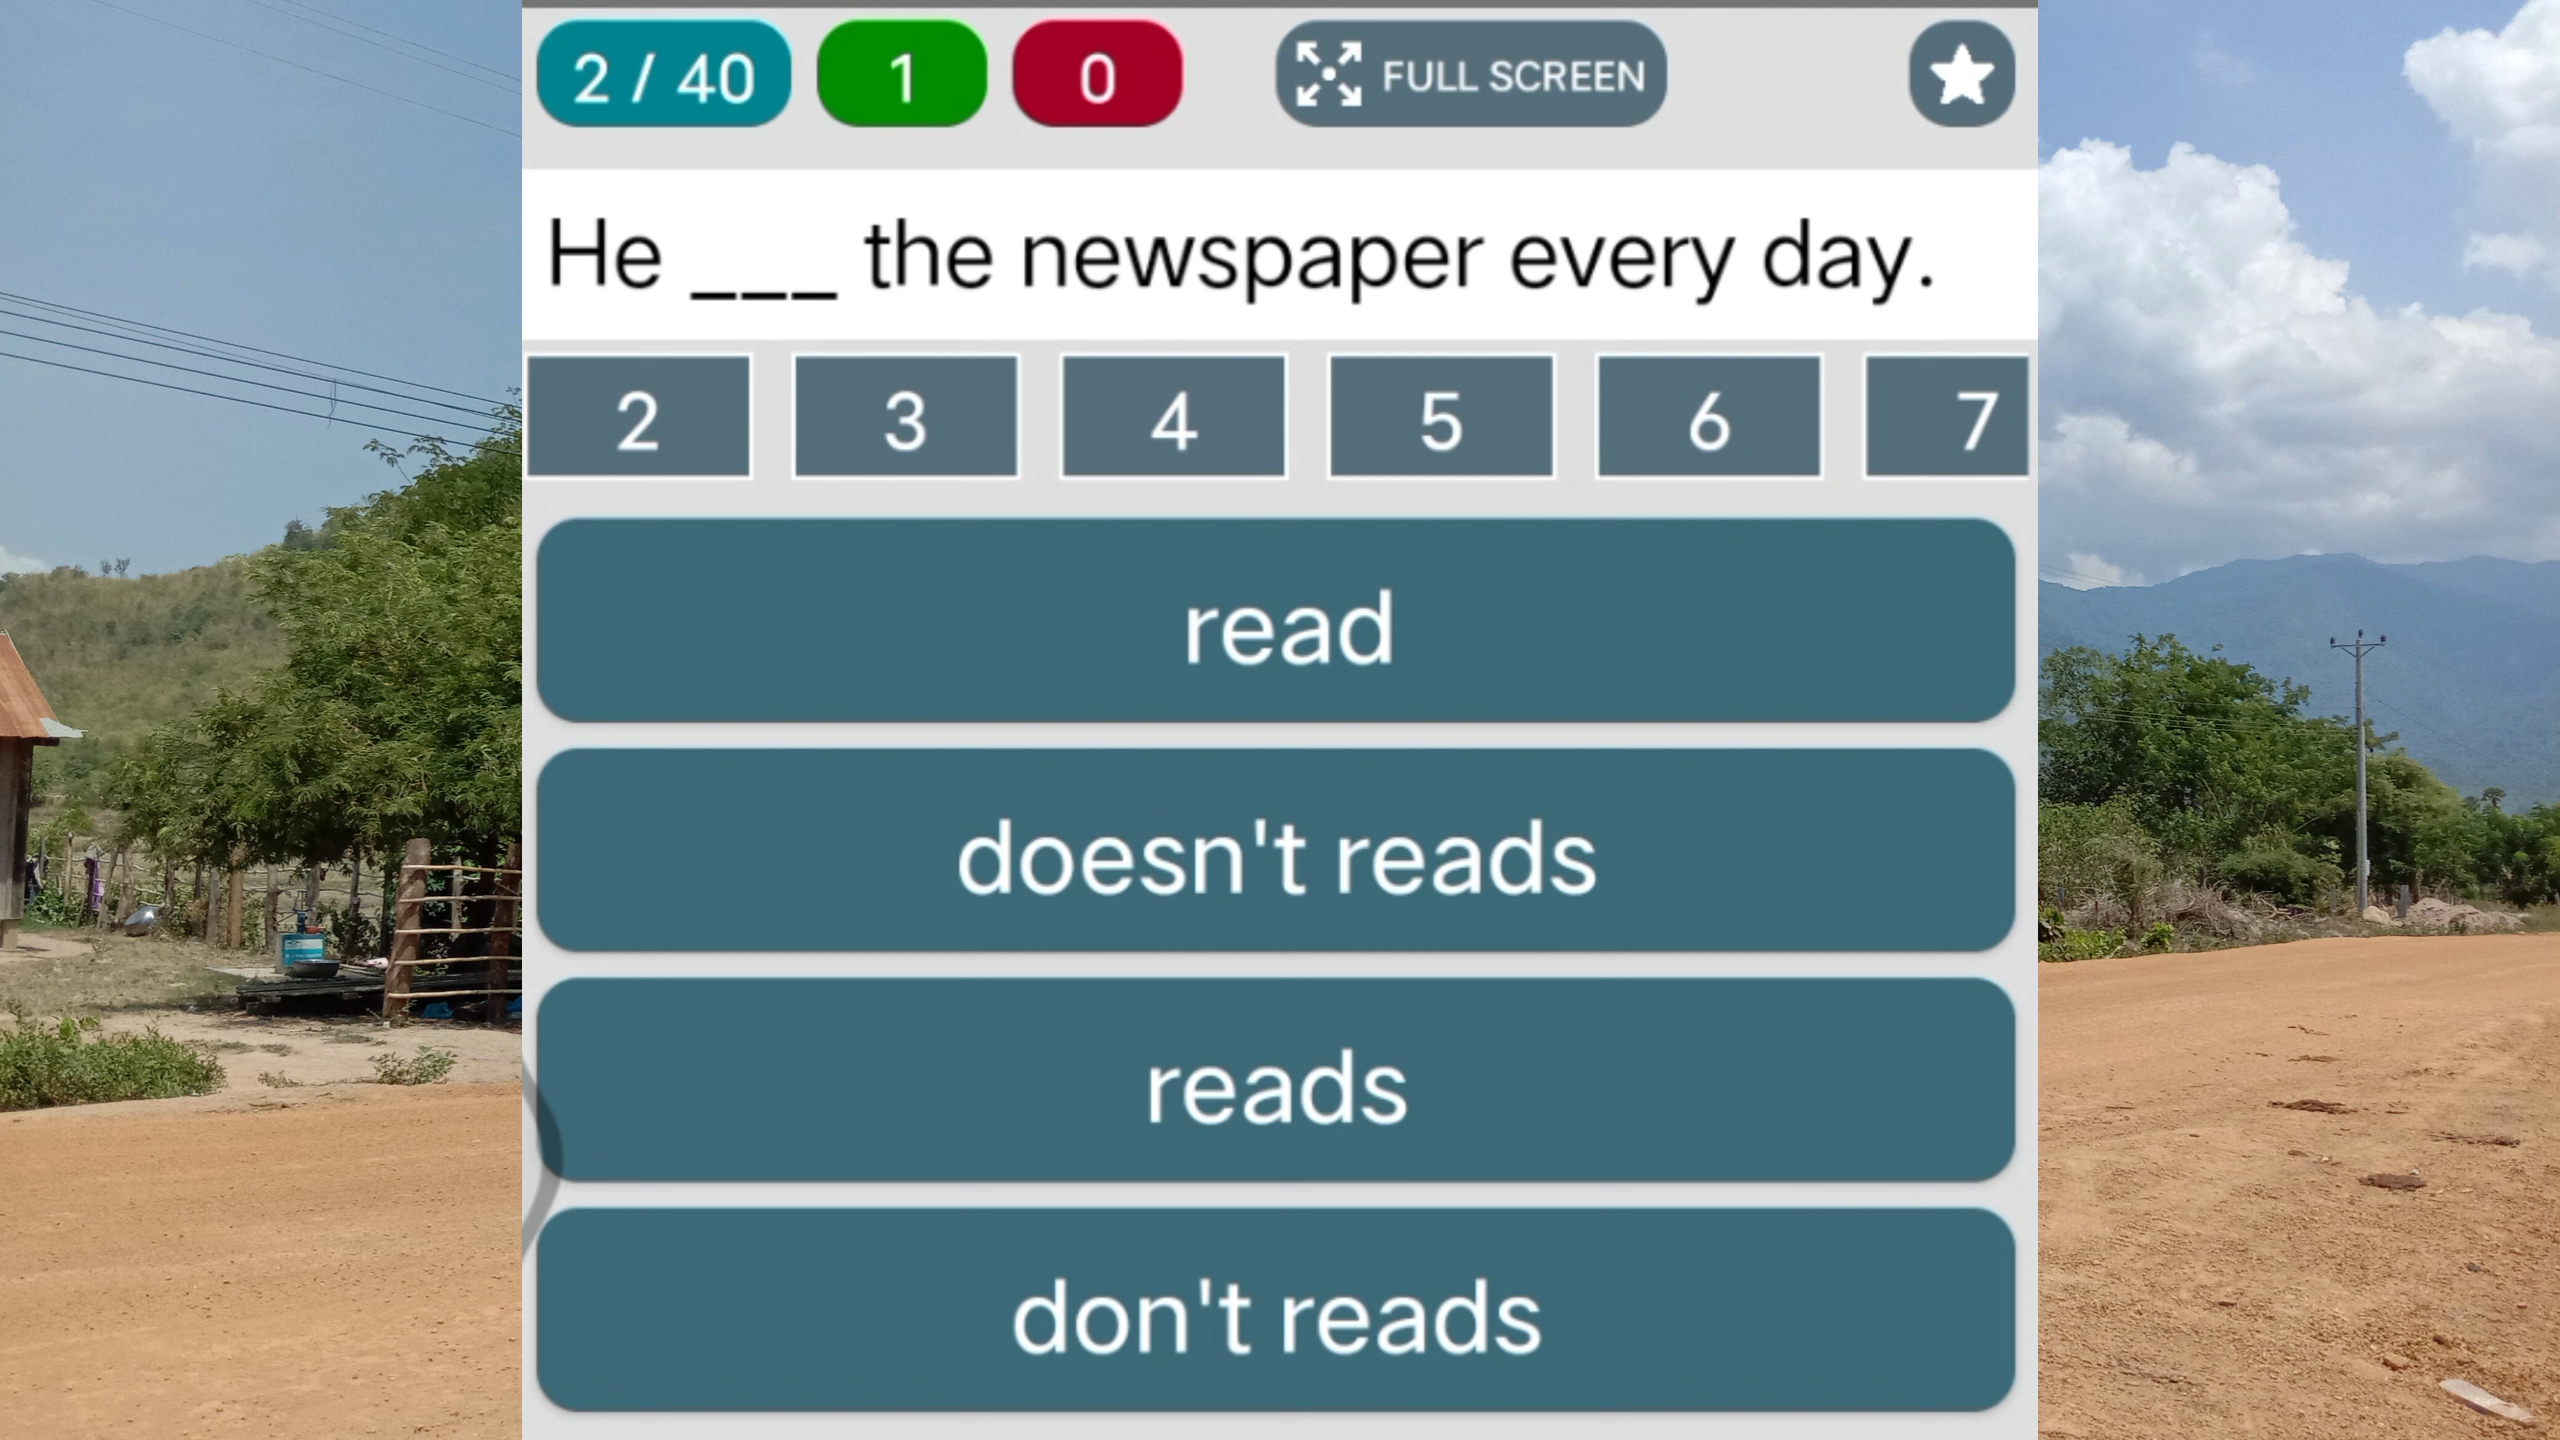 2 / 40 1 0 FULL SCREEN
He ___ the newspaper every day.
2 3 4 5 6 7
read
doesn't reads
reads
don't reads